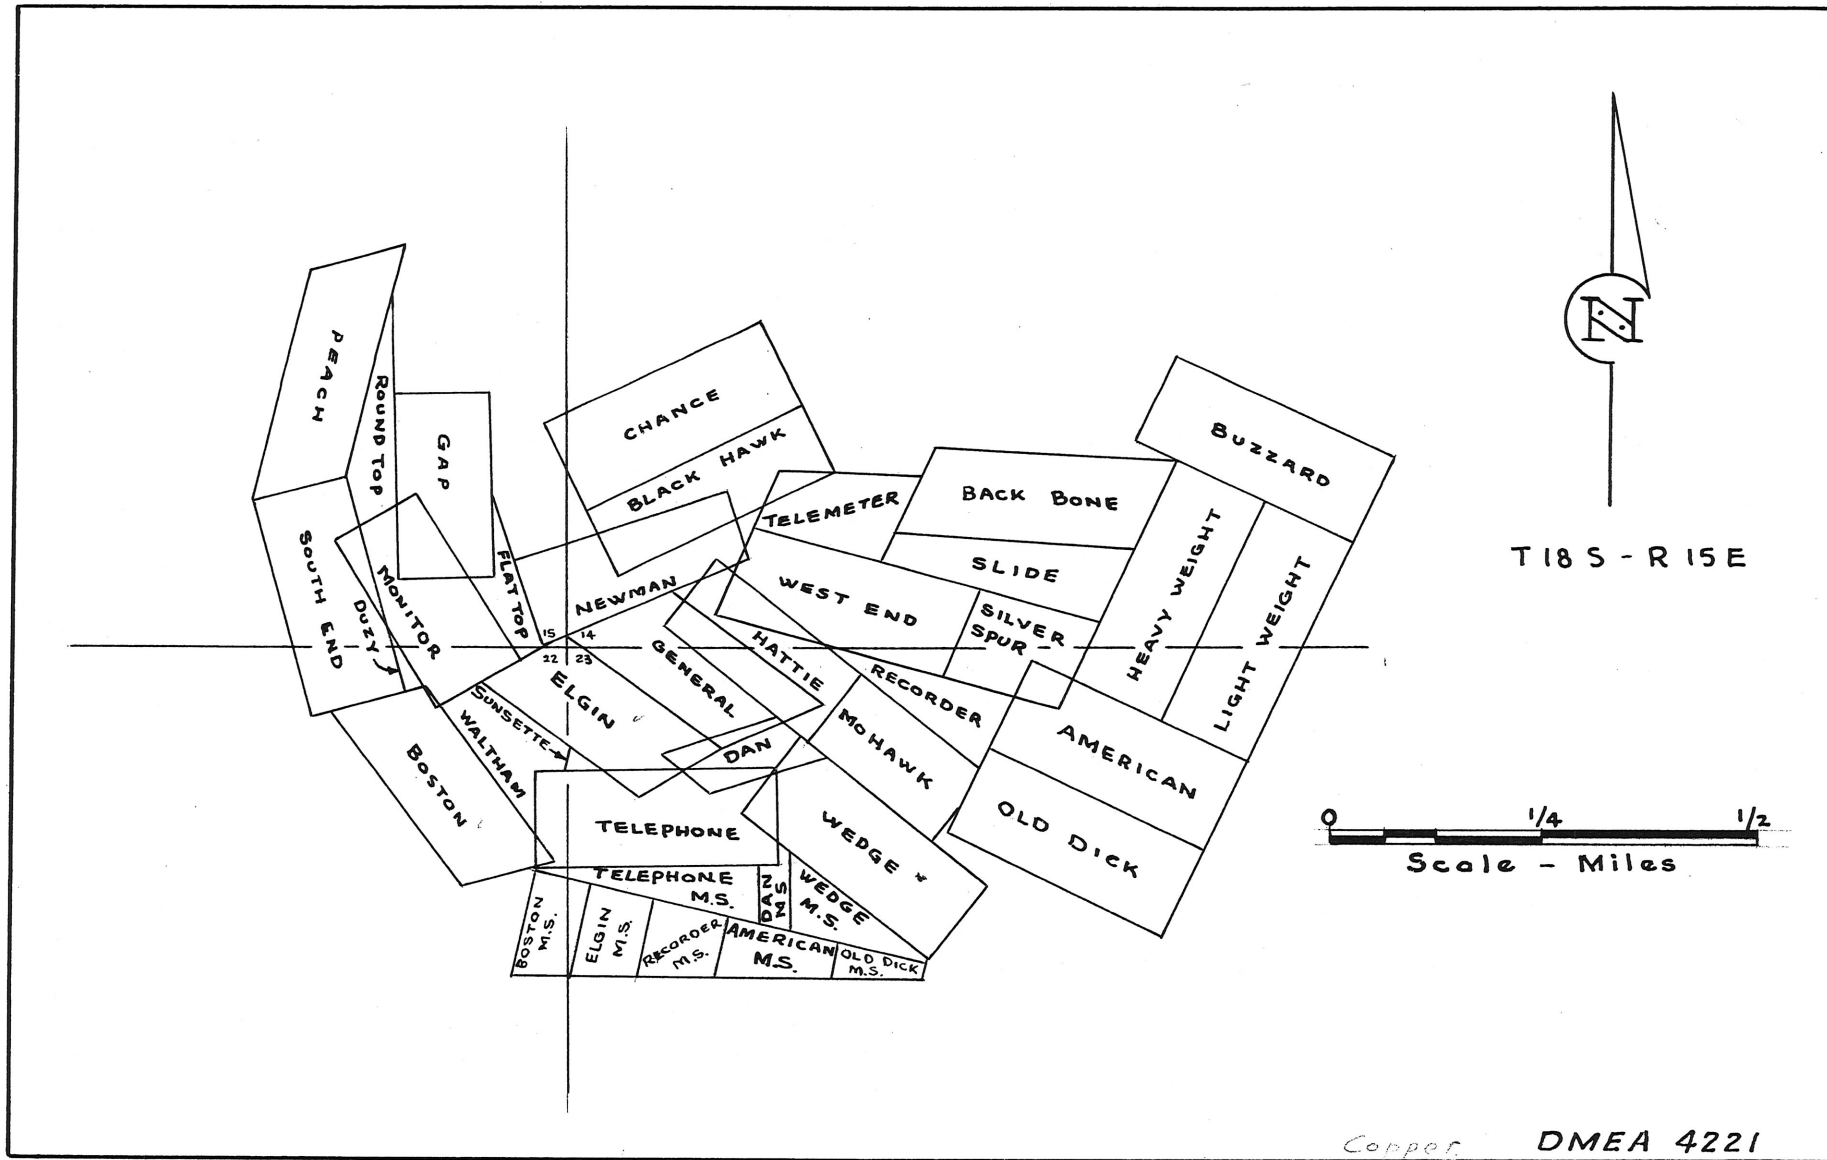 N
T 18 S - R 15 E
PEACH
ROUND TOP
GAP
CHANCE
BLACK HAWK
BUZZARD
TELEMETER
BACK BONE
SLIDE
WEST END
SILVER
SPUR
HEAVY WEIGHT
LIGHT WEIGHT
SOUTH END
DUZY
MONITOR
FLAT TOP
NEWMAN
15 14
22 23
GENERAL
HATTIE
RECORDER
ELGIN
SUNSETTE
WALTHAM
BOSTON
DAN
MOHAWK
AMERICAN
OLD DICK
TELEPHONE
WEDGE
TELEPHONE
M.S.
DAN
MS
WEDGE
M.S.
BOSTON
M.S.
ELGIN
M.S.
RECORDER
M.S.
AMERICAN
M.S.
OLD DICK
M.S.
0 1/4 1/2
Scale - Miles
Copper
DMEA 4221